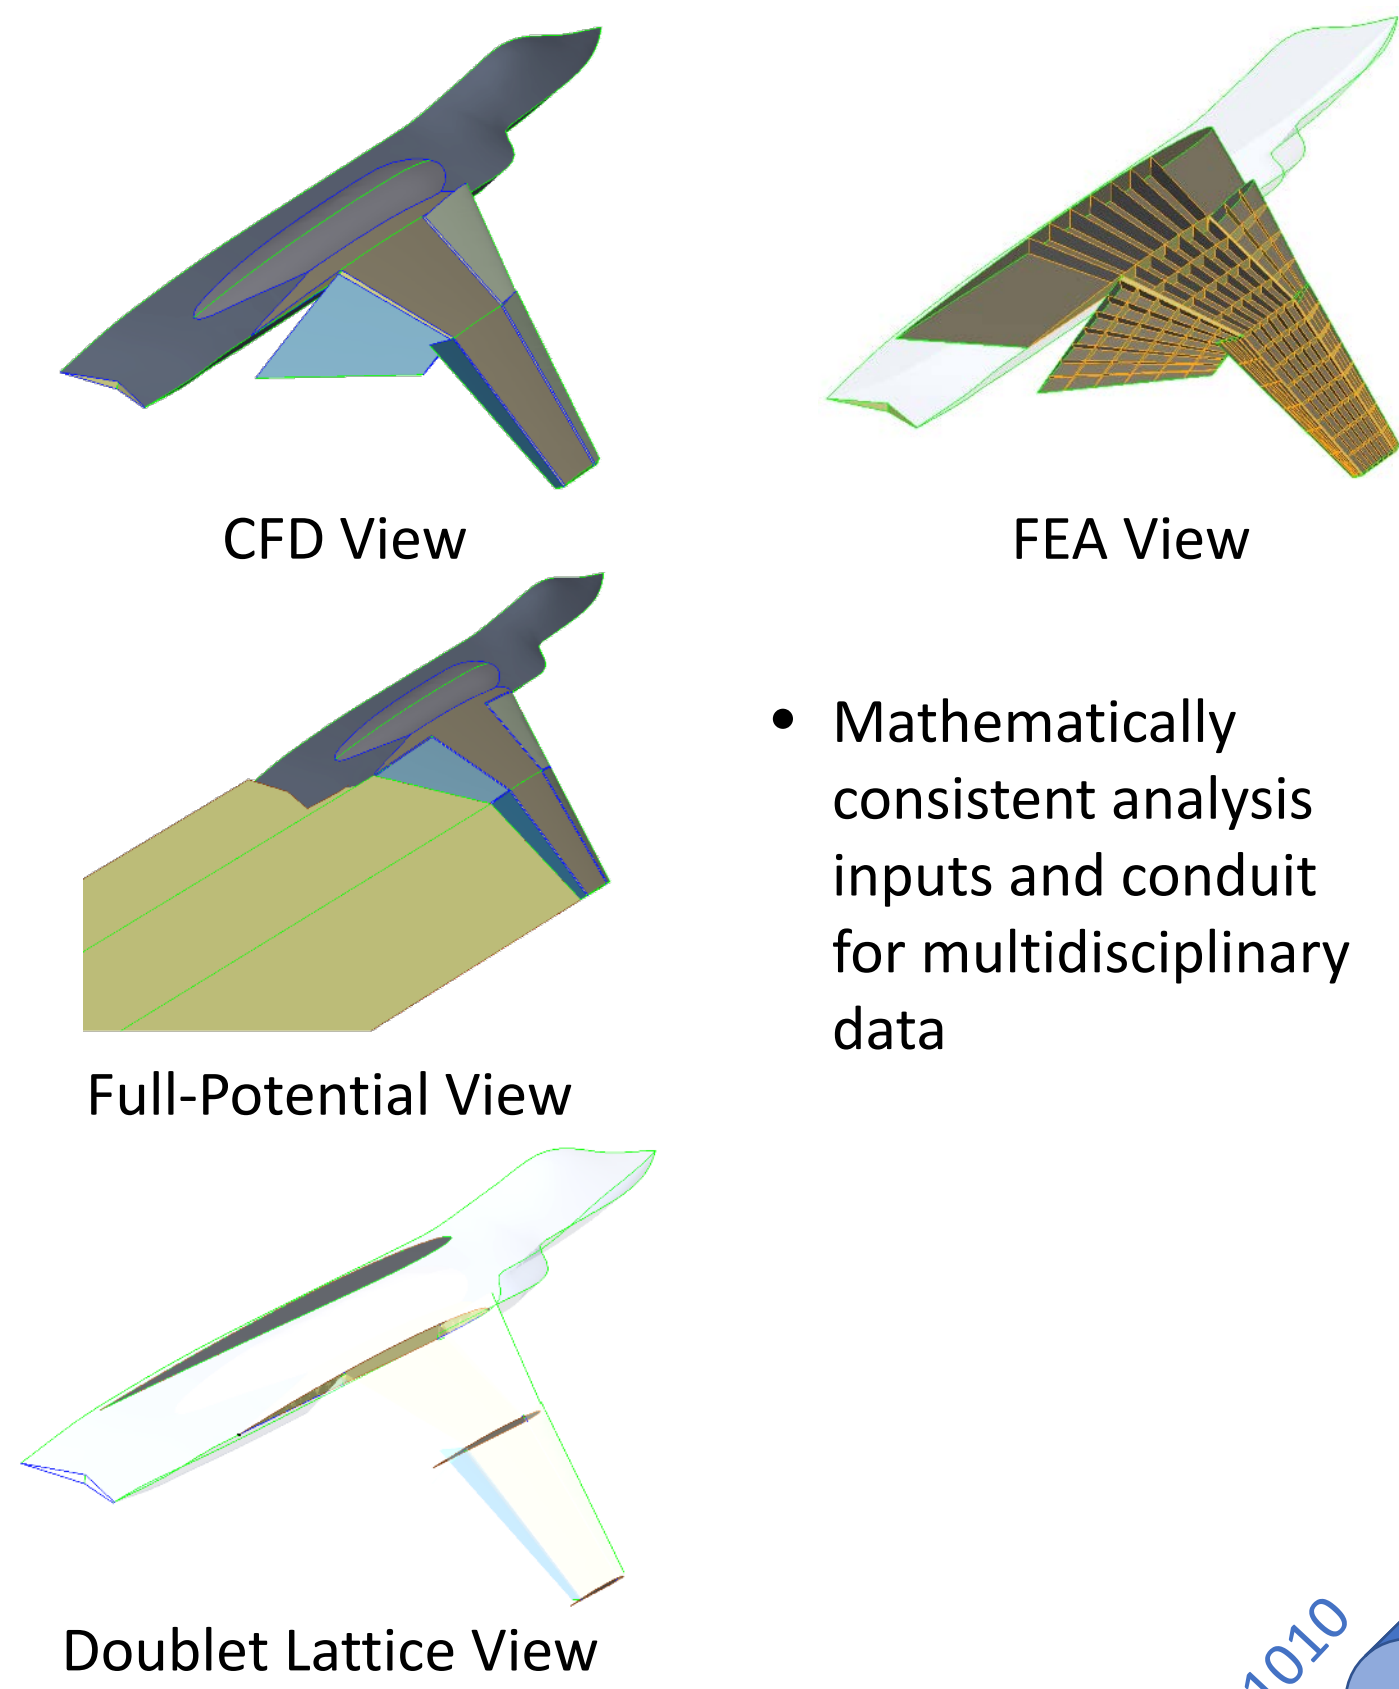 CFD View
FEA View
• Mathematically
consistent analysis
inputs and conduit
for multidisciplinary
data
Full-Potential View
Doublet Lattice View
1010